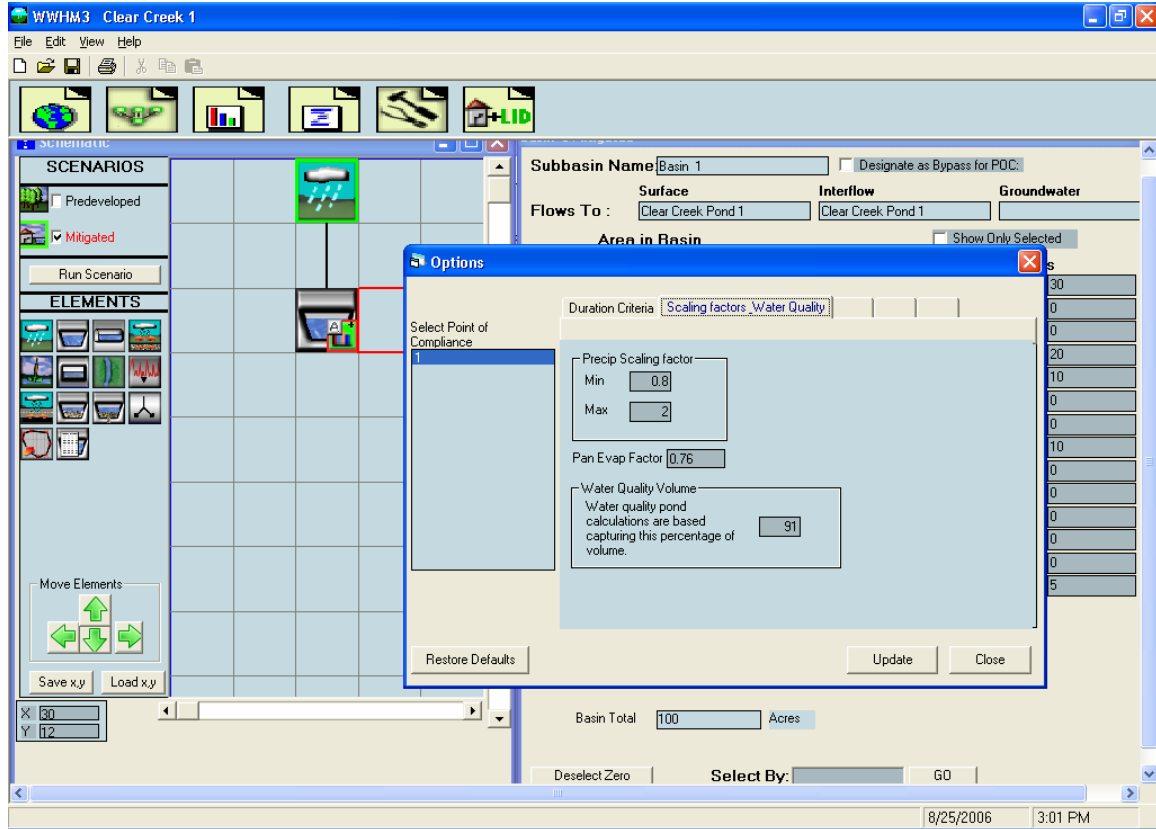 WWHM3 Clear Creek 1
File Edit View Help
+LID
Schematic
SCENARIOS
Predeveloped
Mitigated
Run Scenario
ELEMENTS
A
Move Elements
Save x,y Load x,y
X 30
Y 12
Subbasin Name: Basin 1 Designate as Bypass for POC:
Surface Interflow Groundwater
Flows To : Clear Creek Pond 1 Clear Creek Pond 1
Area in Basin Show Only Selected
s
30
0
0
20
10
0
0
10
0
0
0
0
0
5
Options
Select Point of
Compliance
1
Duration Criteria Scaling factors_Water Quality
Precip Scaling factor
Min 0.8
Max 2
Pan Evap Factor 0.76
Water Quality Volume
Water quality pond
calculations are based
capturing this percentage of
volume.
91
Restore Defaults Update Close
Basin Total 100 Acres
Deselect Zero Select By: GO
8/25/2006 3:01 PM